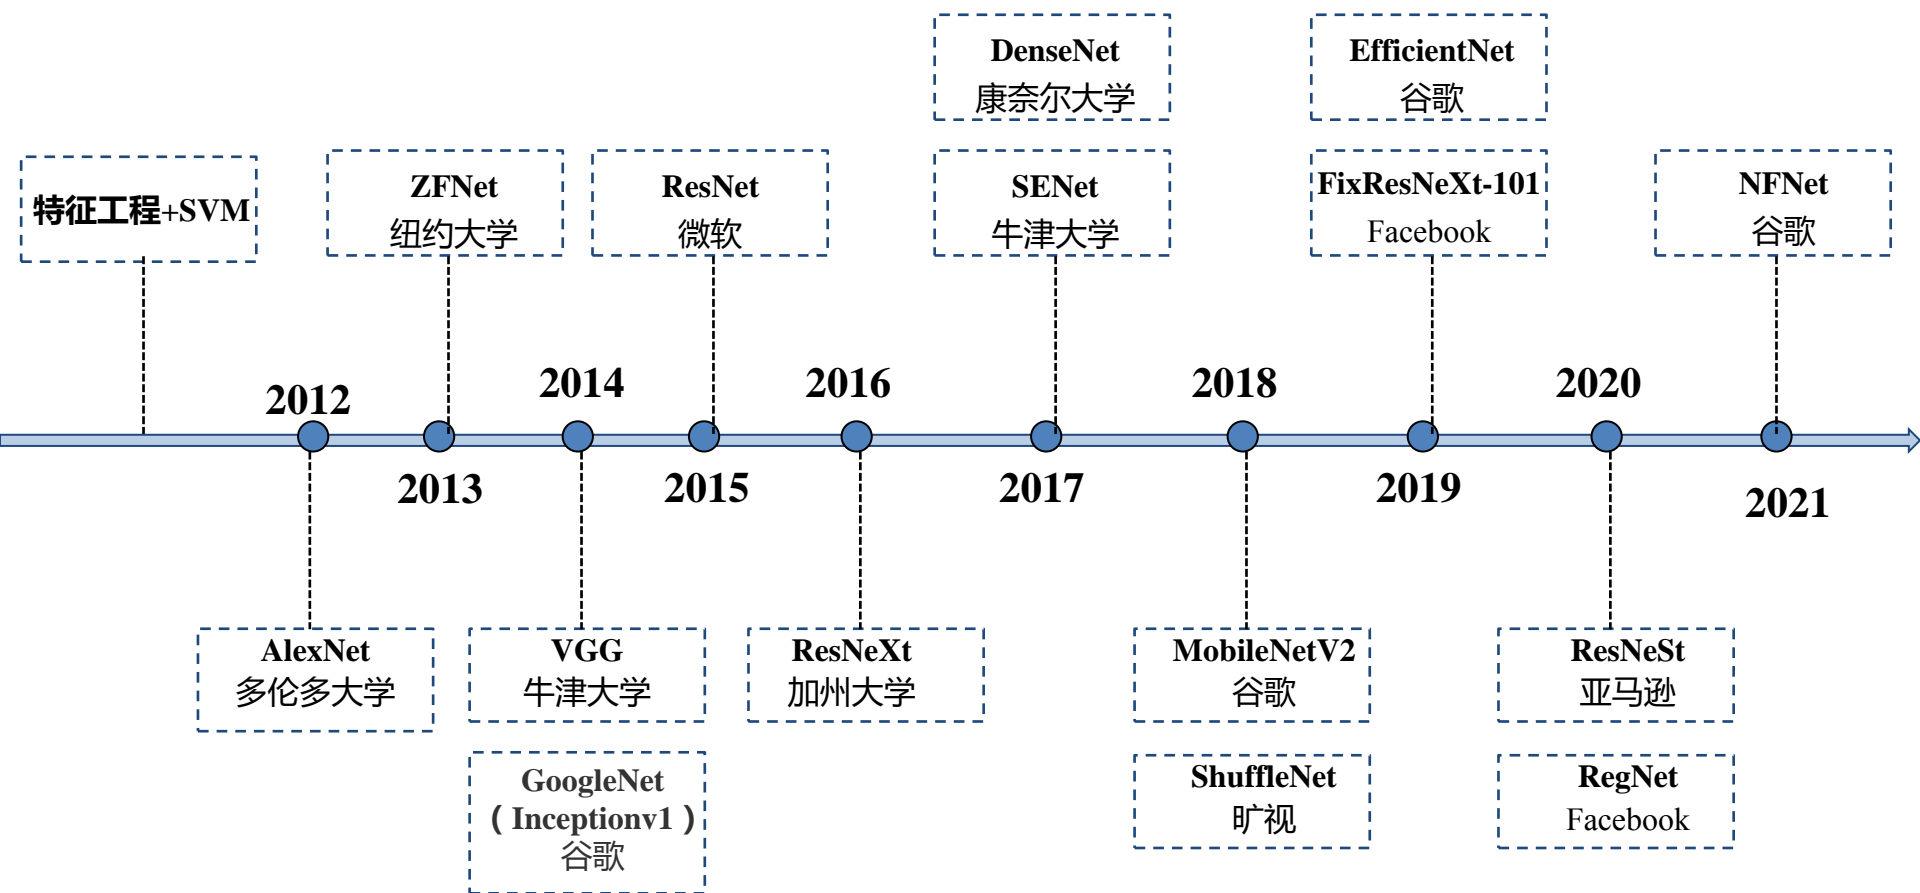 DenseNet
康奈尔大学
EfficientNet
谷歌
特征工程+SVM
ZFNet
纽约大学
ResNet
微软
SENet
牛津大学
FixResNeXt-101
Facebook
NFNet
谷歌
2012
2014
2016
2018
2020
2013
2015
2017
2019
2021
AlexNet
多伦多大学
VGG
牛津大学
ResNeXt
加州大学
MobileNetV2
谷歌
ResNeSt
亚马逊
GoogleNet
（Inceptionv1）
谷歌
ShuffleNet
旷视
RegNet
Facebook